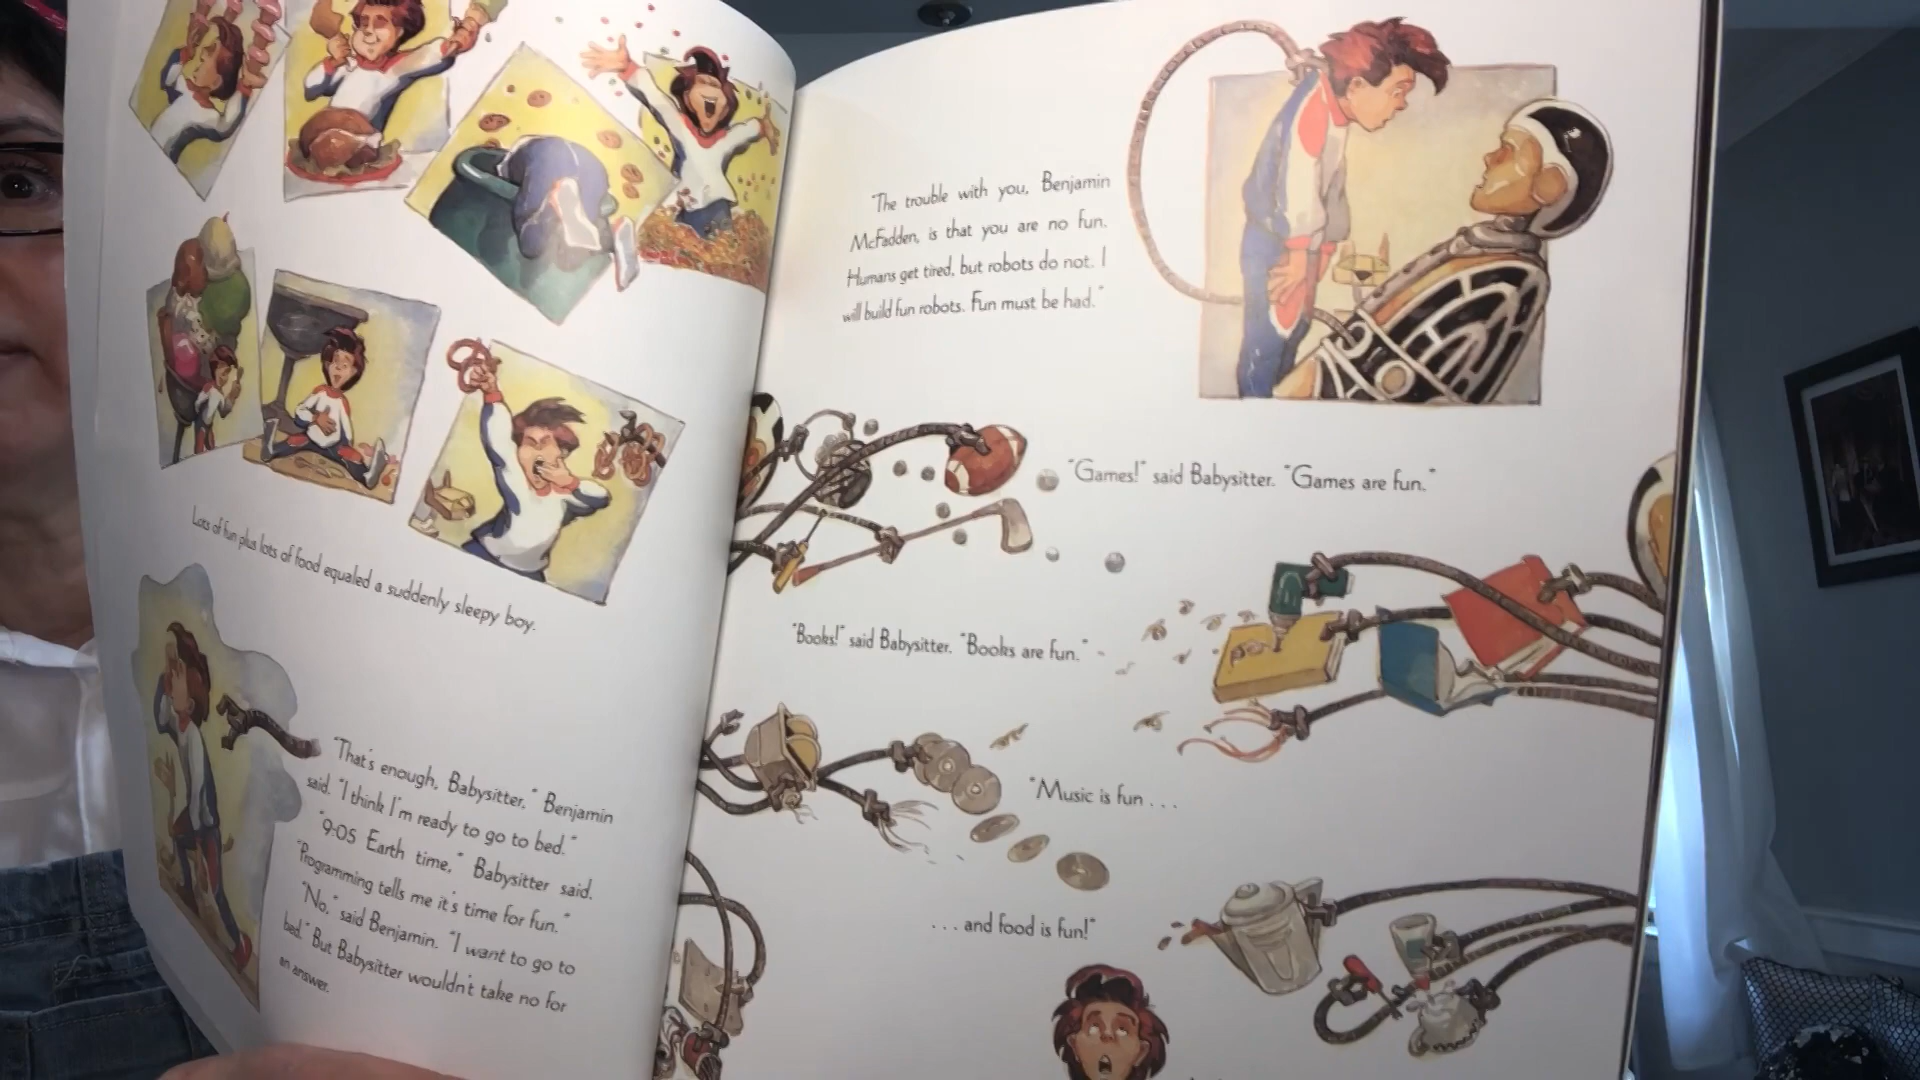 Lots of fun plus lots of food equaled a suddenly sleepy boy.
"That's enough, Babysitter," Benjamin
said. "I think I'm ready to go to bed."
"9:05 Earth time," Babysitter said.
"Programming tells me it's time for fun."
"No," said Benjamin. "I want to go to
bed." But Babysitter wouldn't take no for
an answer.
"The trouble with you, Benjamin
McFadden, is that you are no fun.
Humans get tired, but robots do not. I
will build fun robots. Fun must be had."
"Games!" said Babysitter. "Games are fun."
"Books!" said Babysitter. "Books are fun."
"Music is fun . . .
. . . and food is fun!"